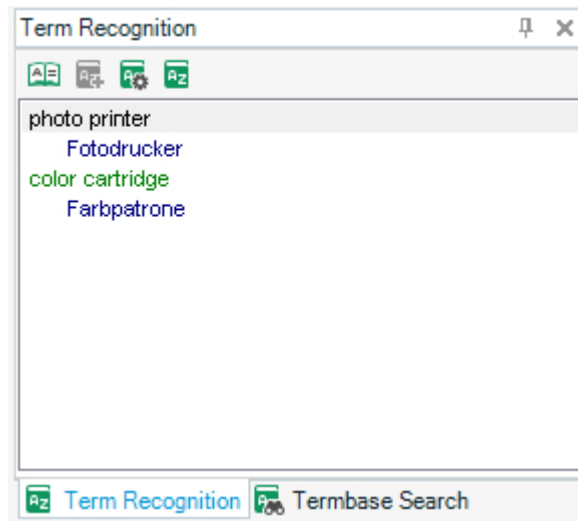 Term Recognition
photo printer
Fotodrucker
color cartridge
Farbpatrone
Term Recognition Termbase Search